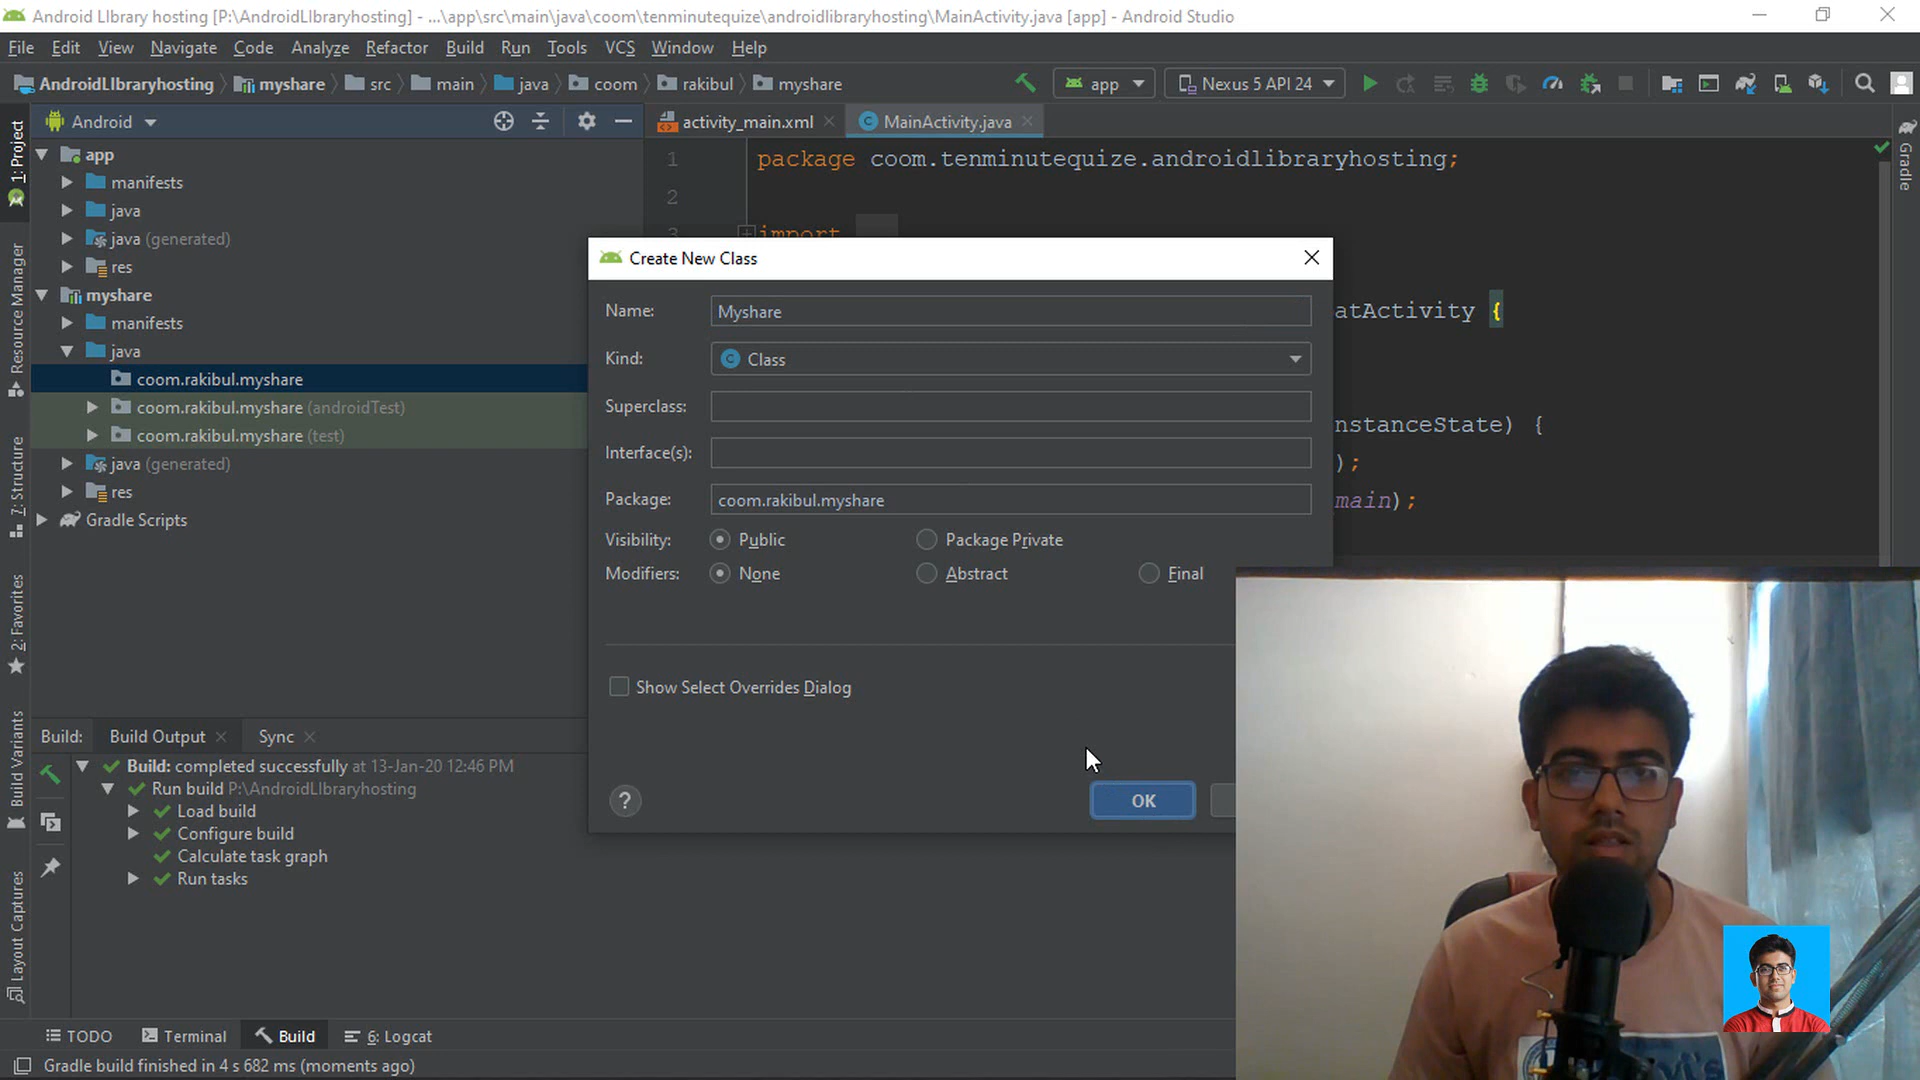 Android LIbrary hosting [P:\AndroidLIbraryhosting] - ...\app\src\main\java\coom\tenminutequize\androidlibraryhosting\MainActivity.java [app] - Android Studio
File Edit View Navigate Code Analyze Refactor Build Run Tools VCS Window Help
AndroidLIbraryhosting myshare src main java coom rakibul myshare app Nexus 5 API 24
1: Project
Resource Manager
7: Structure
2: Favorites
Build Variants
Layout Captures
Android
app
manifests
java
java (generated)
res
myshare
manifests
java
coom.rakibul.myshare
coom.rakibul.myshare (androidTest)
coom.rakibul.myshare (test)
java (generated)
res
Gradle Scripts
activity_main.xml MainActivity.java
Gradle
1 package coom.tenminutequize.androidlibraryhosting;
2
3 import
atActivity {
nstanceState) {
);
main);
Create New Class
Name: Myshare
Kind: Class
Superclass:
Interface(s):
Package: coom.rakibul.myshare
Visibility: Public Package Private
Modifiers: None Abstract Final
Show Select Overrides Dialog
? OK
Build: Build Output Sync
Build: completed successfully at 13-Jan-20 12:46 PM
Run build P:\AndroidLIbraryhosting
Load build
Configure build
Calculate task graph
Run tasks
TODO Terminal Build 6: Logcat
Gradle build finished in 4 s 682 ms (moments ago)